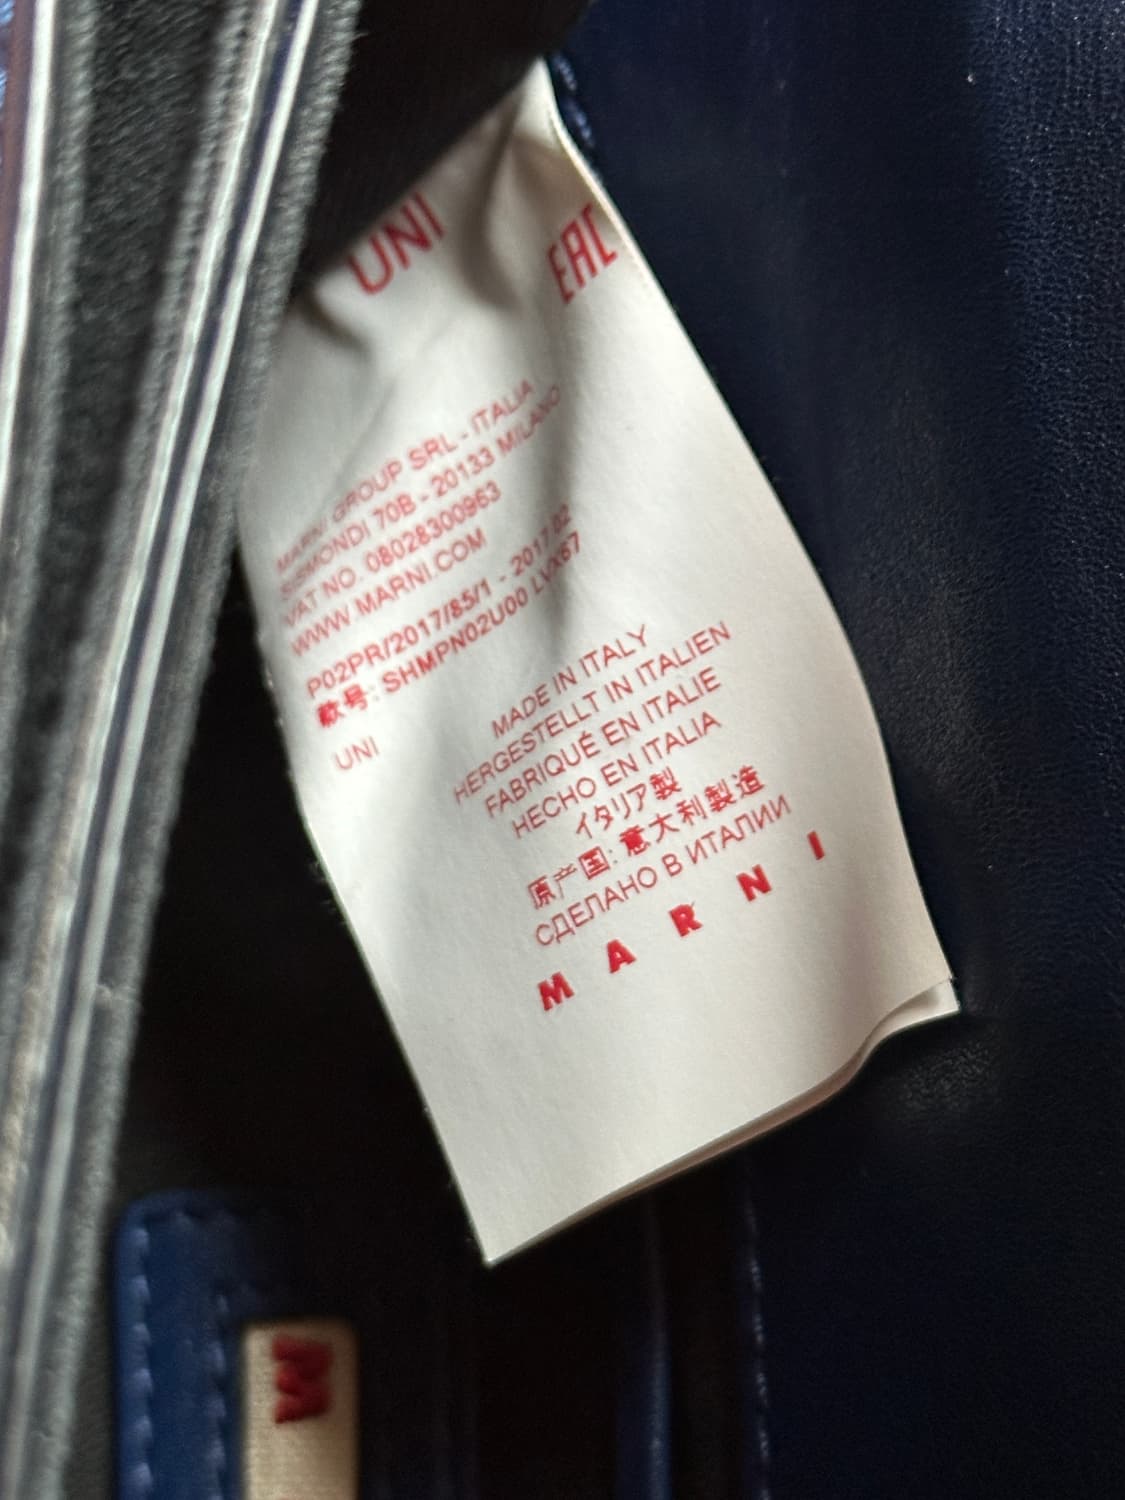 UNI
EAC
MARNI GROUP SRL - ITALIA
SISMONDI 70B - 20133 MILANO
VAT NO. 08028300963
WWW.MARNI.COM
P02PR/2017/85/1 - 2017.02
款号: SHMPN02U00 LVX67
UNI
MADE IN ITALY
HERGESTELLT IN ITALIEN
FABRIQUÉ EN ITALIE
HECHO EN ITALIA
イタリア製
原产国: 意大利製造
СДЕЛАНО В ИТАЛИИ
MARNI